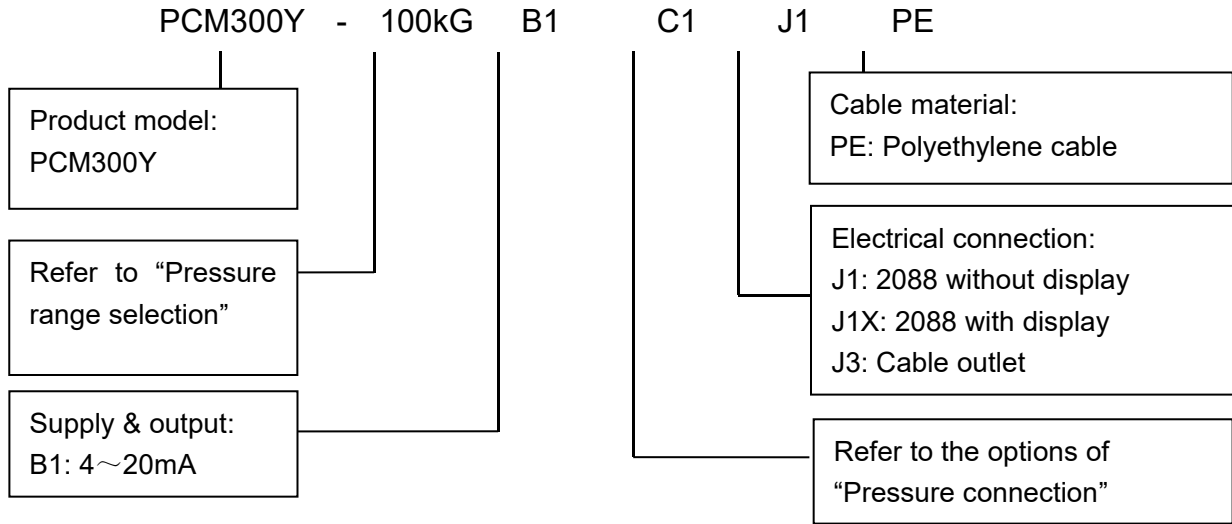 PCM300Y - 100kG B1 C1 J1 PE
Product model:
PCM300Y
Refer to “Pressure
range selection”
Supply & output:
B1: 4～20mA
Cable material:
PE: Polyethylene cable
Electrical connection:
J1: 2088 without display
J1X: 2088 with display
J3: Cable outlet
Refer to the options of
“Pressure connection”